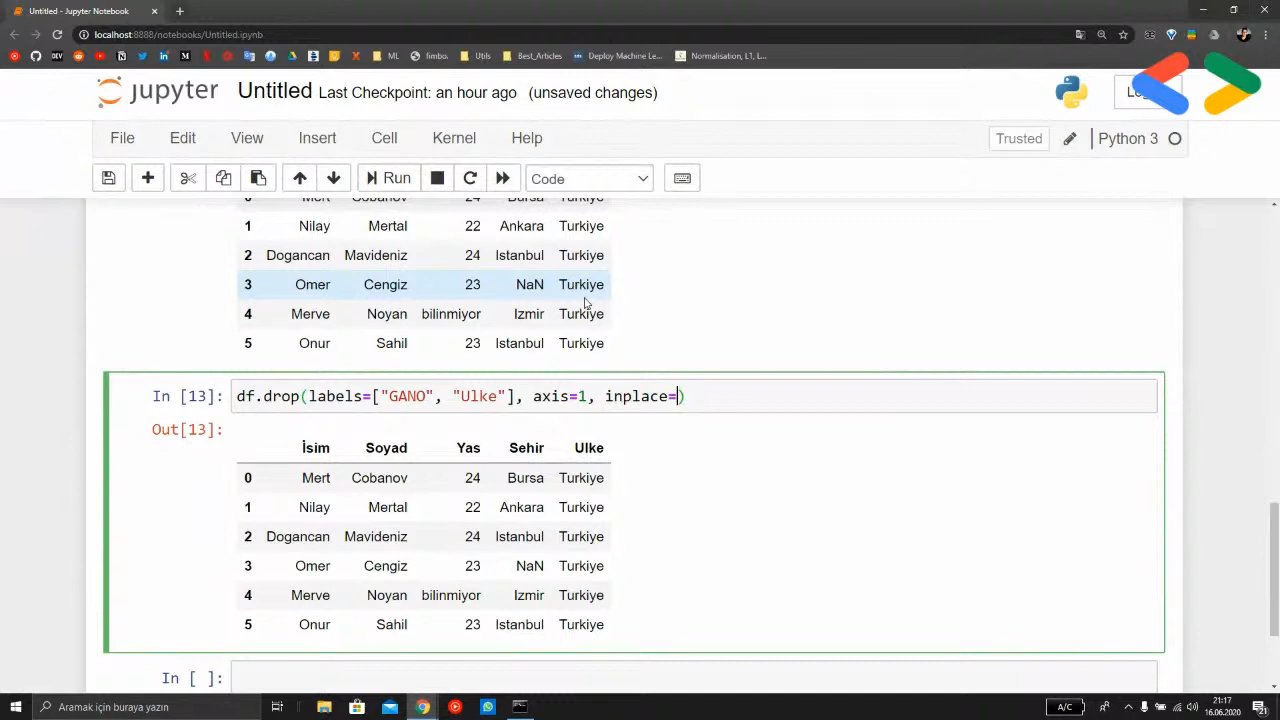 Untitled - Jupyter Notebook
localhost:8888/notebooks/Untitled.ipynb
ML fimbo. Utils Best_Articles Deploy Machine Le... Normalisation, L1, L...
jupyter Untitled Last Checkpoint: an hour ago (unsaved changes)
File Edit View Insert Cell Kernel Help
Trusted Python 3
Run Code
0 Mert Cobanov 24 Bursa Turkiye
1 Nilay Mertal 22 Ankara Turkiye
2 Dogancan Mavideniz 24 Istanbul Turkiye
3 Omer Cengiz 23 NaN Turkiye
4 Merve Noyan bilinmiyor Izmir Turkiye
5 Onur Sahil 23 Istanbul Turkiye
In [13]: df.drop(labels=["GANO", "Ulke"], axis=1, inplace=)
Out[13]:
İsim Soyad Yas Sehir Ulke
0 Mert Cobanov 24 Bursa Turkiye
1 Nilay Mertal 22 Ankara Turkiye
2 Dogancan Mavideniz 24 Istanbul Turkiye
3 Omer Cengiz 23 NaN Turkiye
4 Merve Noyan bilinmiyor Izmir Turkiye
5 Onur Sahil 23 Istanbul Turkiye
In [ ]:
Aramak için buraya yazın
A/C
21:17
16.06.2020